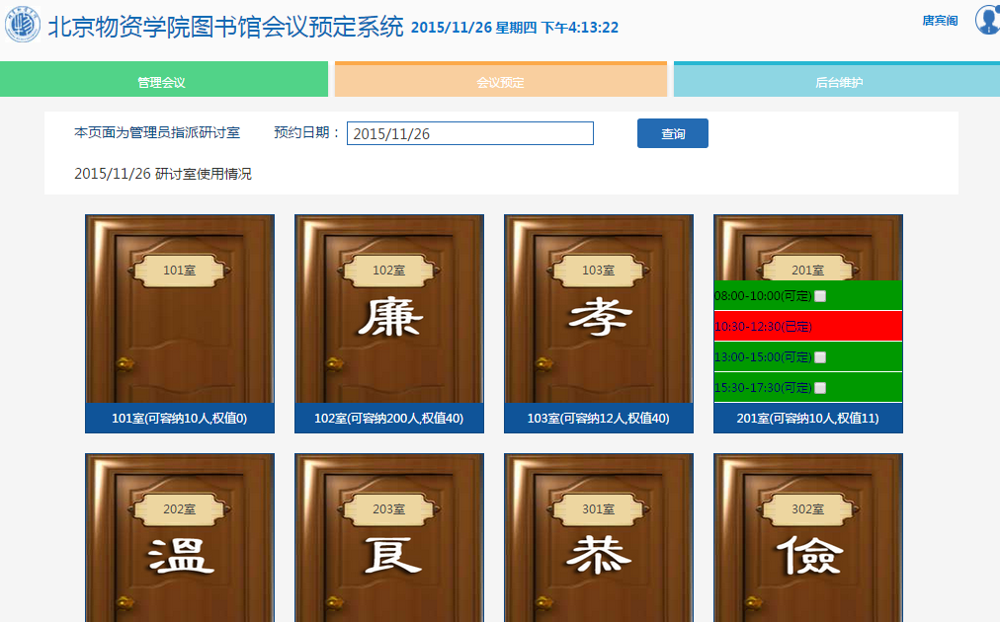 北京物资学院图书馆会议预定系统 2015/11/26 星期四 下午4:13:22
唐宾阁
管理会议 会议预定 后台维护
本页面为管理员指派研讨室 预约日期： 2015/11/26 查询
2015/11/26 研讨室使用情况
101室 102室 103室 201室
廉 孝
08:00-10:00(可定)
10:30-12:30(已定)
13:00-15:00(可定)
15:30-17:30(可定)
101室(可容纳10人,权值0) 102室(可容纳200人,权值40) 103室(可容纳12人,权值40) 201室(可容纳10人,权值11)
202室 203室 301室 302室
溫 良 恭 儉